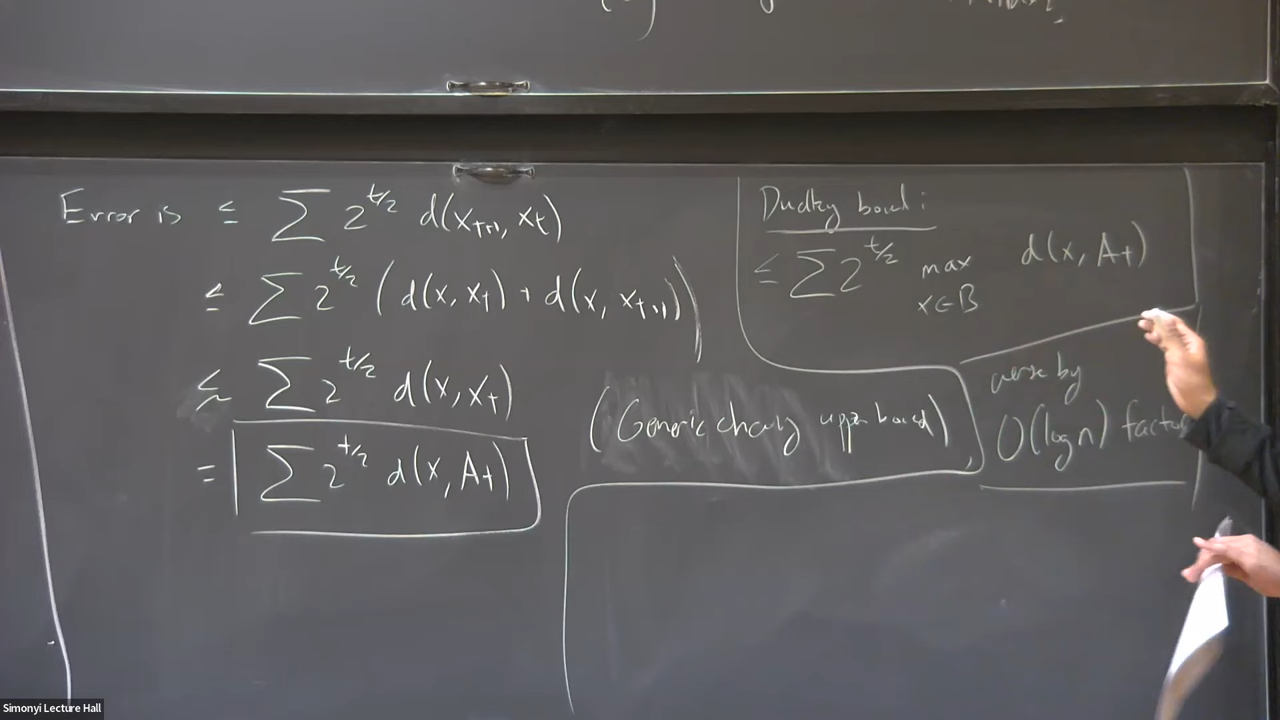 Error is ≤ ∑ 2^{t/2} d(x_{t+1}, x_t)
≤ ∑ 2^{t/2} (d(x, x_t) + d(x, x_{t+1}))
≲ ∑ 2^{t/2} d(x, x_t)
= ∑ 2^{t/2} d(x, A_t)
(Generic chaining upper bound)
Dudley bound:
≤ ∑ 2^{t/2} max d(x, A_t)
x∈B
worse by
O(log n) factor
Simonyi Lecture Hall